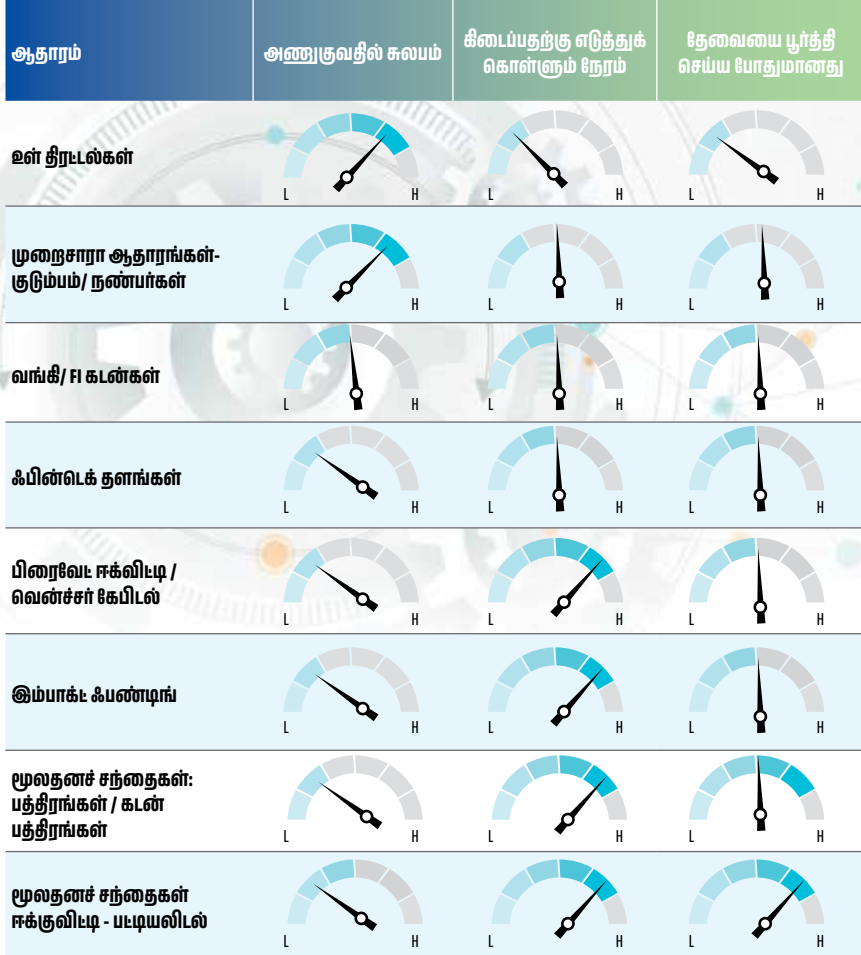 ஆதாரம்
அணுகுவதில் சுலபம்
கிடைப்பதற்கு எடுத்துக்
கொள்ளும் நேரம்
தேவையை பூர்த்தி
செய்ய போதுமானது
உள் திரட்டல்கள்
L H L H L H
முறைசாரா ஆதாரங்கள்-
குடும்பம்/ நண்பர்கள்
L H L H L H
வங்கி/ FI கடன்கள்
L H L H L H
ஃபின்டெக் தளங்கள்
L H L H L H
பிரைவேட் ஈக்விட்டி /
வென்ச்சர் கேபிடல்
L H L H L H
இம்பாக்ட் ஃபண்டிங்
L H L H L H
மூலதனச் சந்தைகள்:
பத்திரங்கள் / கடன்
பத்திரங்கள்
L H L H L H
மூலதனச் சந்தைகள்
ஈக்குவிட்டி - பட்டியலிடல்
L H L H L H